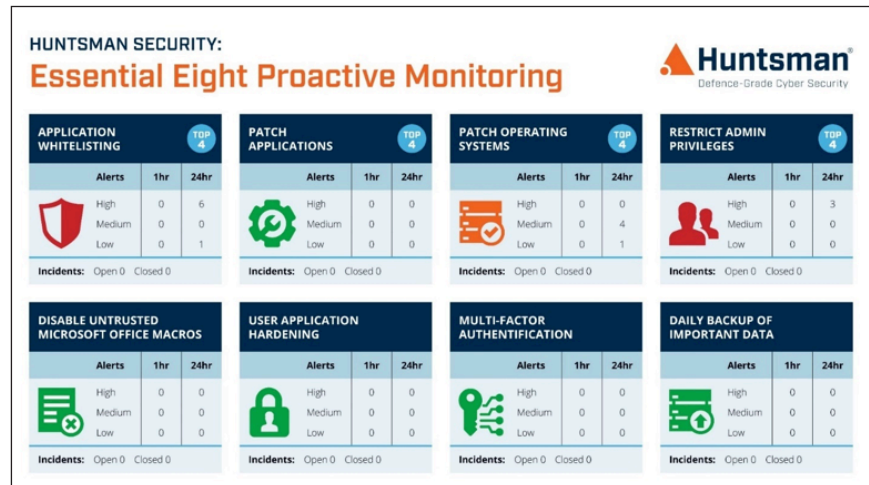 HUNTSMAN SECURITY:
Essential Eight Proactive Monitoring
Huntsman®
Defence-Grade Cyber Security
APPLICATION
WHITELISTING
TOP
4
Alerts 1hr 24hr
High 0 6
Medium 0 0
Low 0 1
Incidents: Open 0 Closed 0
PATCH
APPLICATIONS
TOP
4
Alerts 1hr 24hr
High 0 0
Medium 0 0
Low 0 0
Incidents: Open 0 Closed 0
PATCH OPERATING
SYSTEMS
TOP
4
Alerts 1hr 24hr
High 0 0
Medium 0 4
Low 0 1
Incidents: Open 0 Closed 0
RESTRICT ADMIN
PRIVILEGES
TOP
4
Alerts 1hr 24hr
High 0 3
Medium 0 0
Low 0 0
Incidents: Open 0 Closed 0
DISABLE UNTRUSTED
MICROSOFT OFFICE MACROS
Alerts 1hr 24hr
High 0 0
Medium 0 0
Low 0 0
Incidents: Open 0 Closed 0
USER APPLICATION
HARDENING
Alerts 1hr 24hr
High 0 0
Medium 0 0
Low 0 0
Incidents: Open 0 Closed 0
MULTI-FACTOR
AUTHENTIFICATION
Alerts 1hr 24hr
High 0 0
Medium 0 0
Low 0 0
Incidents: Open 0 Closed 0
DAILY BACKUP OF
IMPORTANT DATA
Alerts 1hr 24hr
High 0 0
Medium 0 0
Low 0 0
Incidents: Open 0 Closed 0